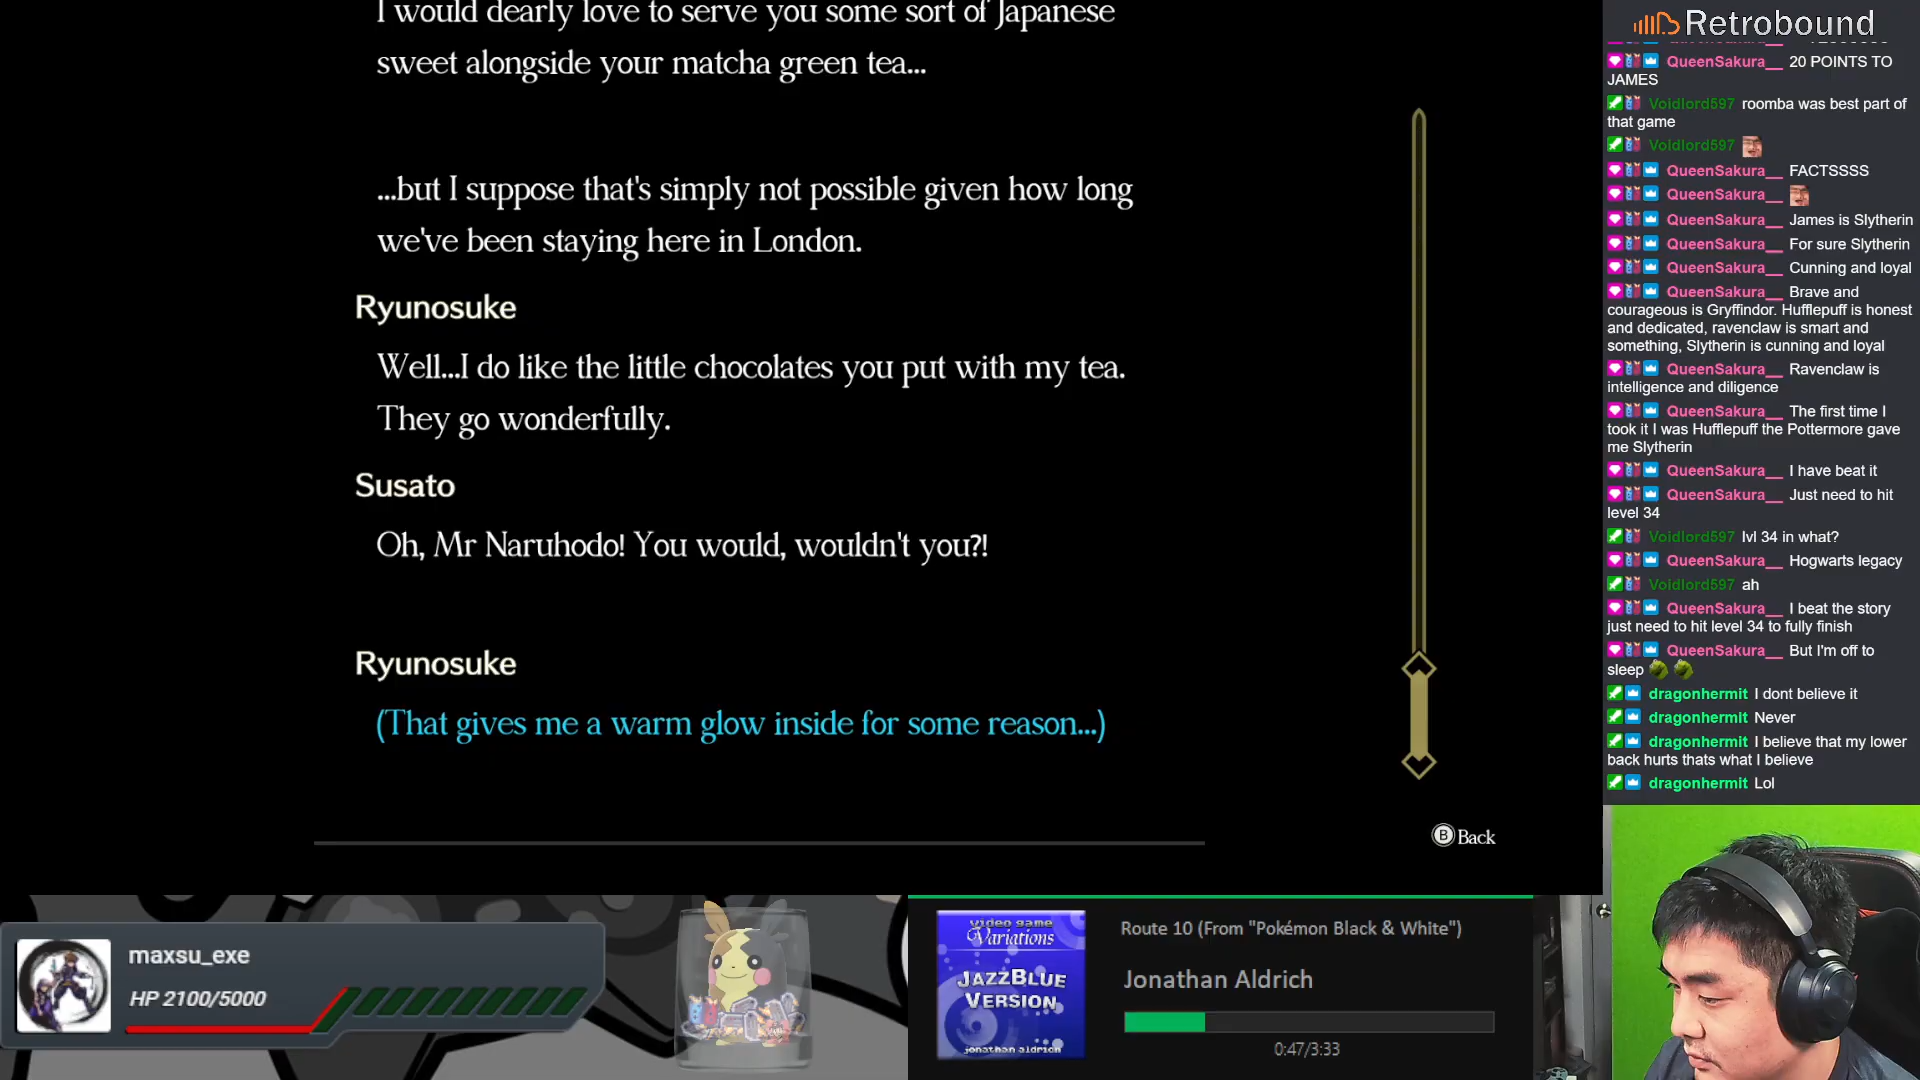 I would dearly love to serve you some sort of Japanese
sweet alongside your matcha green tea...
...but I suppose that's simply not possible given how long
we've been staying here in London.
Ryunosuke
Well...I do like the little chocolates you put with my tea.
They go wonderfully.
Susato
Oh, Mr Naruhodo! You would, wouldn't you?!
Ryunosuke
(That gives me a warm glow inside for some reason...)
B Back
Retrobound
QueenSakura__ 20 POINTS TO
JAMES
Voidlord597 roomba was best part of
that game
Voidlord597
QueenSakura__ FACTSSSS
QueenSakura__
QueenSakura__ James is Slytherin
QueenSakura__ For sure Slytherin
QueenSakura__ Cunning and loyal
QueenSakura__ Brave and
courageous is Gryffindor. Hufflepuff is honest
and dedicated, ravenclaw is smart and
something, Slytherin is cunning and loyal
QueenSakura__ Ravenclaw is
intelligence and diligence
QueenSakura__ The first time I
took it I was Hufflepuff the Pottermore gave
me Slytherin
QueenSakura__ I have beat it
QueenSakura__ Just need to hit
level 34
Voidlord597 lvl 34 in what?
QueenSakura__ Hogwarts legacy
Voidlord597 ah
QueenSakura__ I beat the story
just need to hit level 34 to fully finish
QueenSakura__ But I'm off to
sleep
dragonhermit I dont believe it
dragonhermit Never
dragonhermit I believe that my lower
back hurts thats what I believe
dragonhermit Lol
maxsu_exe
HP 2100/5000
video game
Variations
JAZZBLUE
VERSION
jonathan aldrich
Route 10 (From "Pokémon Black & White")
Jonathan Aldrich
0:47/3:33